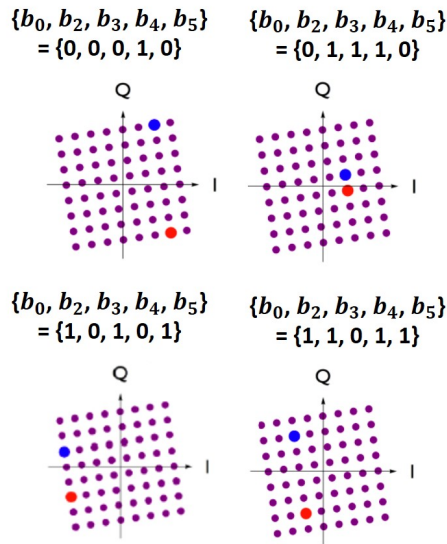 {b₀, b₂, b₃, b₄, b₅}
= {0, 0, 0, 1, 0}
Q
I
{b₀, b₂, b₃, b₄, b₅}
= {0, 1, 1, 1, 0}
Q
I
{b₀, b₂, b₃, b₄, b₅}
= {1, 0, 1, 0, 1}
Q
I
{b₀, b₂, b₃, b₄, b₅}
= {1, 1, 0, 1, 1}
Q
I